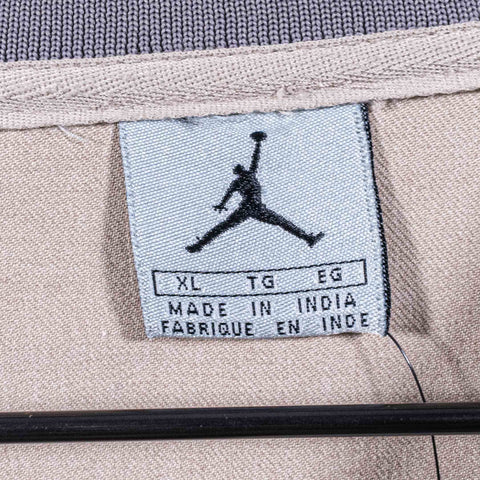 XL TG EG
MADE IN INDIA
FABRIQUE EN INDE